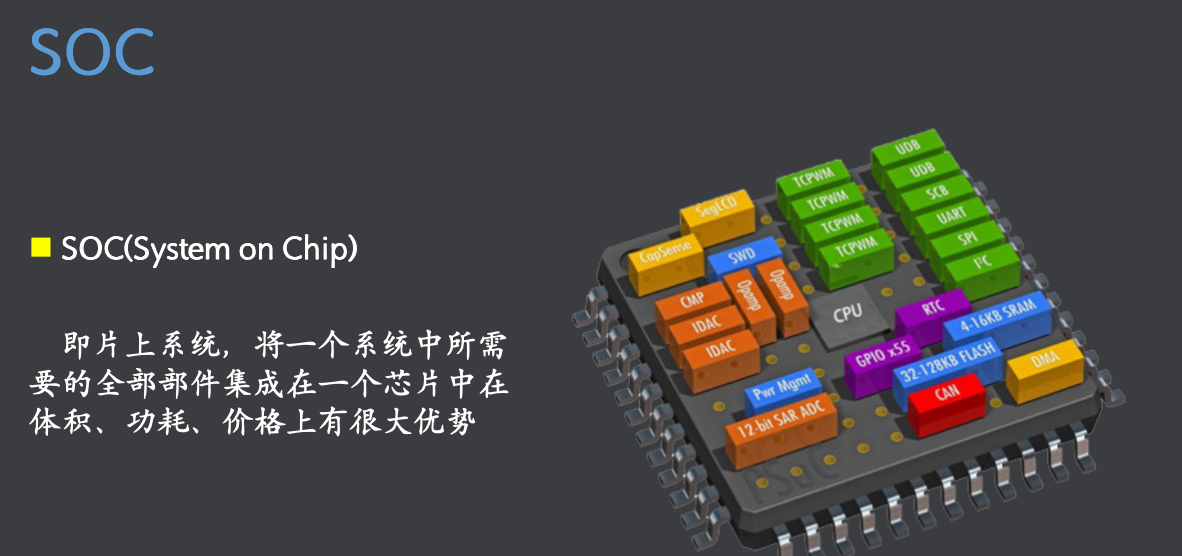 SOC
SOC(System on Chip)
即片上系统，将一个系统中所需
要的全部部件集成在一个芯片中在
体积、功耗、价格上有很大优势
UDB
UDB
SCB
UART
SPI
I²C
TCPWM
TCPWM
TCPWM
TCPWM
SegLCD
CapSense
SWD
Opamp
Opamp
CMP
IDAC
IDAC
CPU
RTC
4-16KB SRAM
GPIO x55
32-128KB FLASH
DMA
CAN
Pwr Mgmt
12-bit SAR ADC
PSOC